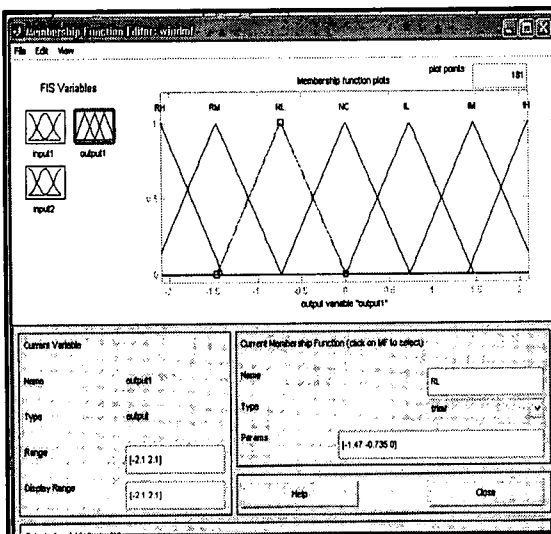 Membership Function Editor: windmf
File Edit View
FIS Variables
Membership function plots
plot points
181
RH RM RL NC IL IM IH
input1
output1
input2
1
0.5
0
-2 -1.5 -1 -0.5 0 0.5 1 1.5 2
output variable "output1"
Current Variable
Current Membership Function (click on MF to select)
Name
output1
Name
RL
Type
output
Type
trimf
Params
[-1.47 -0.735 0]
Range
[-2.1 2.1]
Display Range
[-2.1 2.1]
Help
Close